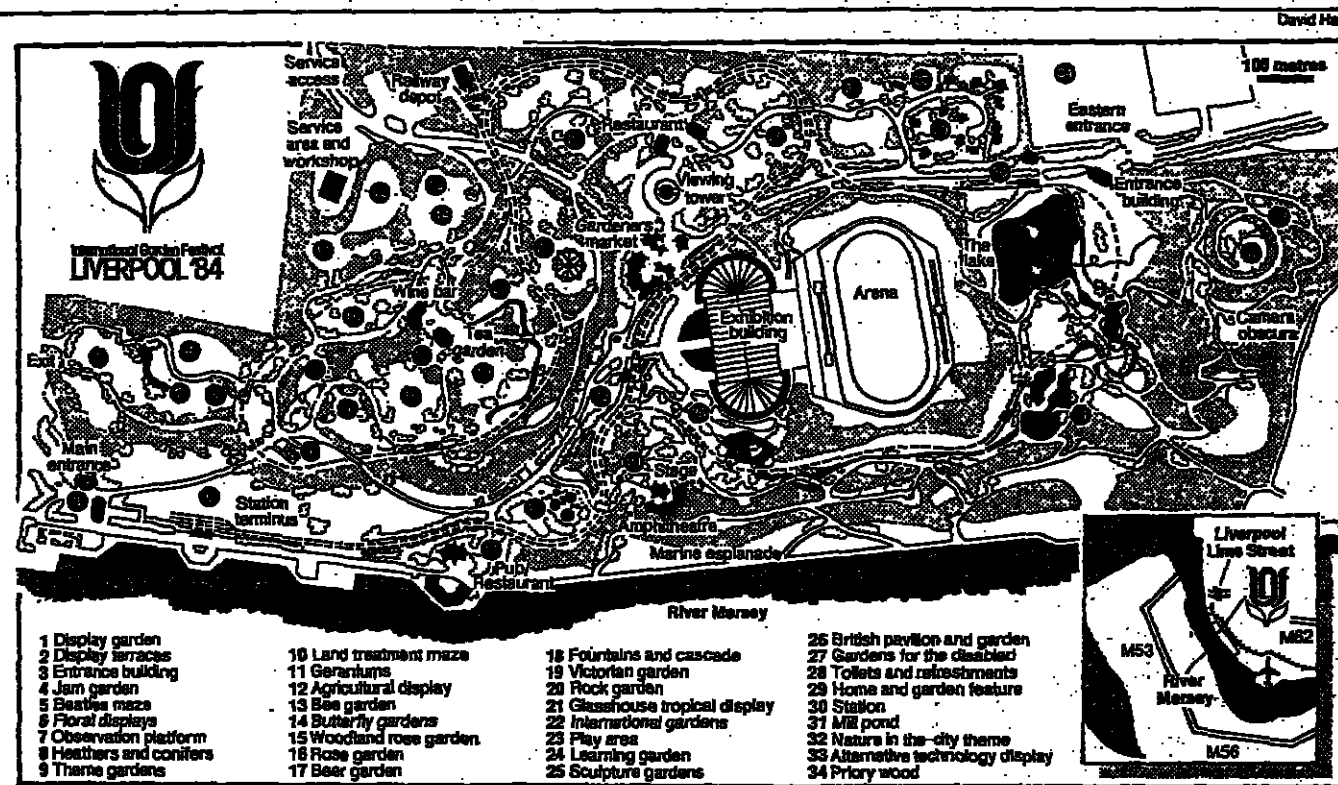 David Ha
International Garden Festival
LIVERPOOL '84
Service
access
Railway
depot
Service
area and
workshop
Restaurant
Viewing
tower
Gardeners
market
Wine bar
Tea
garden
Exit
Main
entrance
Station
terminus
Pub/
Restaurant
Amphitheatre
Stage
Marine esplanade
River Mersey
Exhibition
building
Arena
The
lake
Eastern
entrance
Entrance
building
Camera
obscura
100 metres
Liverpool
Lime Street
M62
M53
River
Mersey
M56
1 Display garden
2 Display terraces
3 Entrance building
4 Jam garden
5 Beatles maze
6 Floral displays
7 Observation platform
8 Heathers and conifers
9 Theme gardens
10 Land treatment maze
11 Geraniums
12 Agricultural display
13 Bee garden
14 Butterfly gardens
15 Woodland rose garden
16 Rose garden
17 Beer garden
18 Fountains and cascade
19 Victorian garden
20 Rock garden
21 Glasshouse tropical display
22 International gardens
23 Play area
24 Learning garden
25 Sculpture gardens
26 British pavilion and garden
27 Gardens for the disabled
28 Toilets and refreshments
29 Home and garden feature
30 Station
31 Mill pond
32 Nature in the city theme
33 Alternative technology display
34 Priory wood